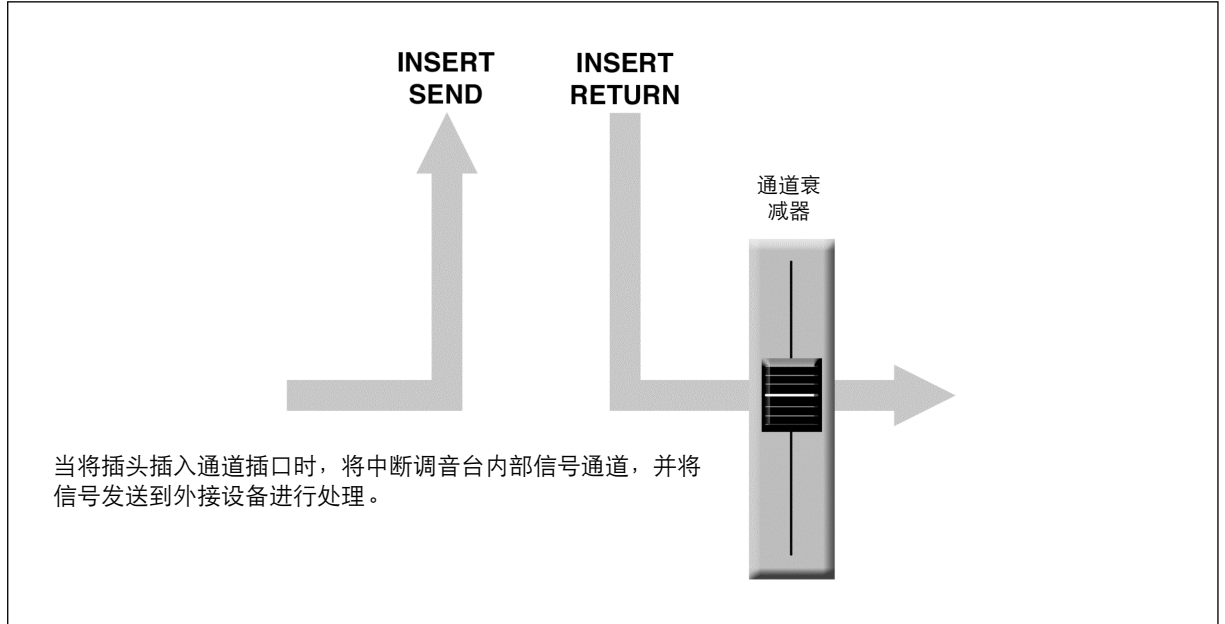 INSERT
SEND
INSERT
RETURN
通道衰
减器
当将插头插入通道插口时，将中断调音台内部信号通道，并将
信号发送到外接设备进行处理。